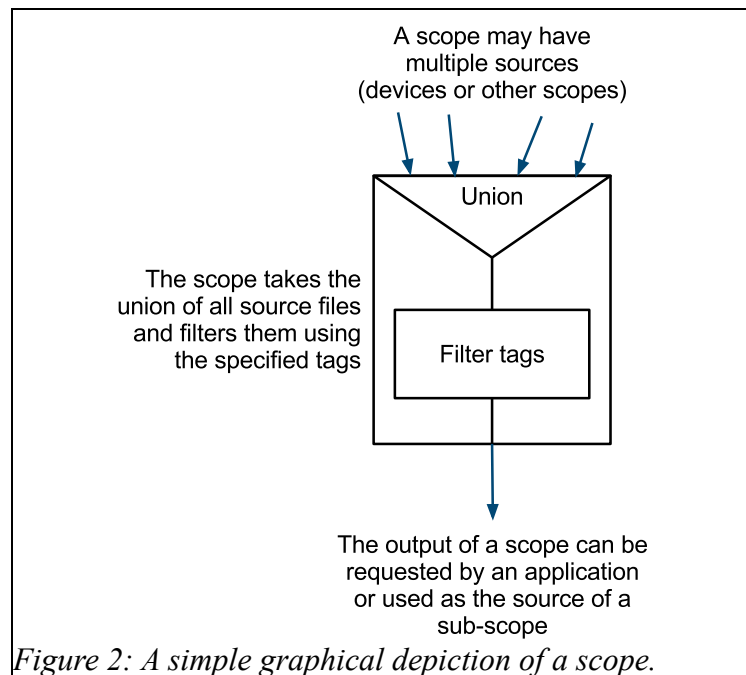 A scope may have
multiple sources
(devices or other scopes)
Union
The scope takes the
union of all source files
and filters them using
the specified tags
Filter tags
The output of a scope can be
requested by an application
or used as the source of a
sub-scope
Figure 2: A simple graphical depiction of a scope.